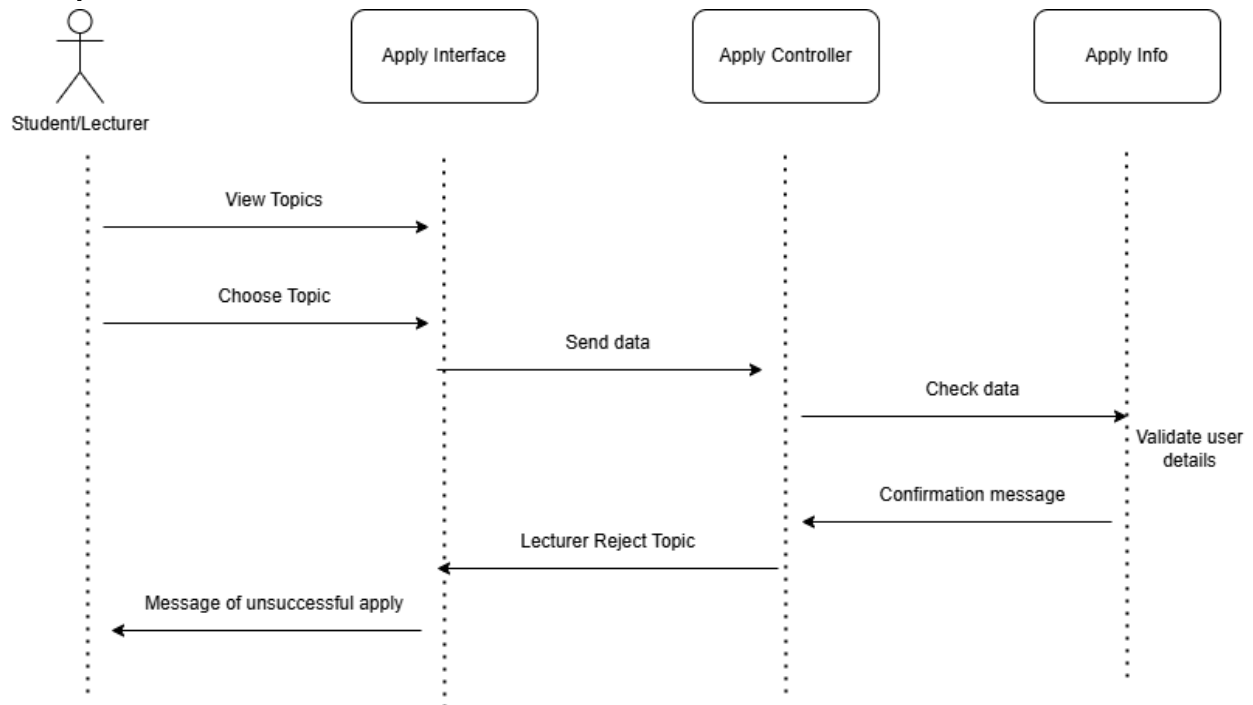 Student/Lecturer
Apply Interface
Apply Controller
Apply Info
View Topics
Choose Topic
Send data
Check data
Validate user
details
Confirmation message
Lecturer Reject Topic
Message of unsuccessful apply